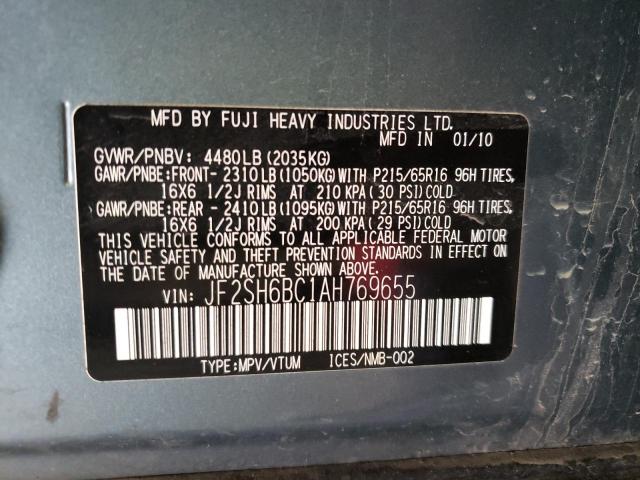 MFD BY FUJI HEAVY INDUSTRIES LTD.
MFD IN 01/10
GVWR/PNBV: 4480LB(2035KG)
GAWR/PNBE:FRONT- 2310LB(1050KG)WITH P215/65R16 96H TIRES,
16X6 1/2J RIMS AT 210 KPA(30 PSI)COLD
GAWR/PNBE:REAR - 2410LB(1095KG)WITH P215/65R16 96H TIRES,
16X6 1/2J RIMS AT 200 KPA(29 PSI)COLD
THIS VEHICLE CONFORMS TO ALL APPLICABLE FEDERAL MOTOR
VEHICLE SAFETY AND THEFT PREVENTION STANDARDS IN EFFECT ON
THE DATE OF MANUFACTURE SHOWN ABOVE.
VIN: JF2SH6BC1AH769655
TYPE:MPV/VTUM ICES/NMB-002